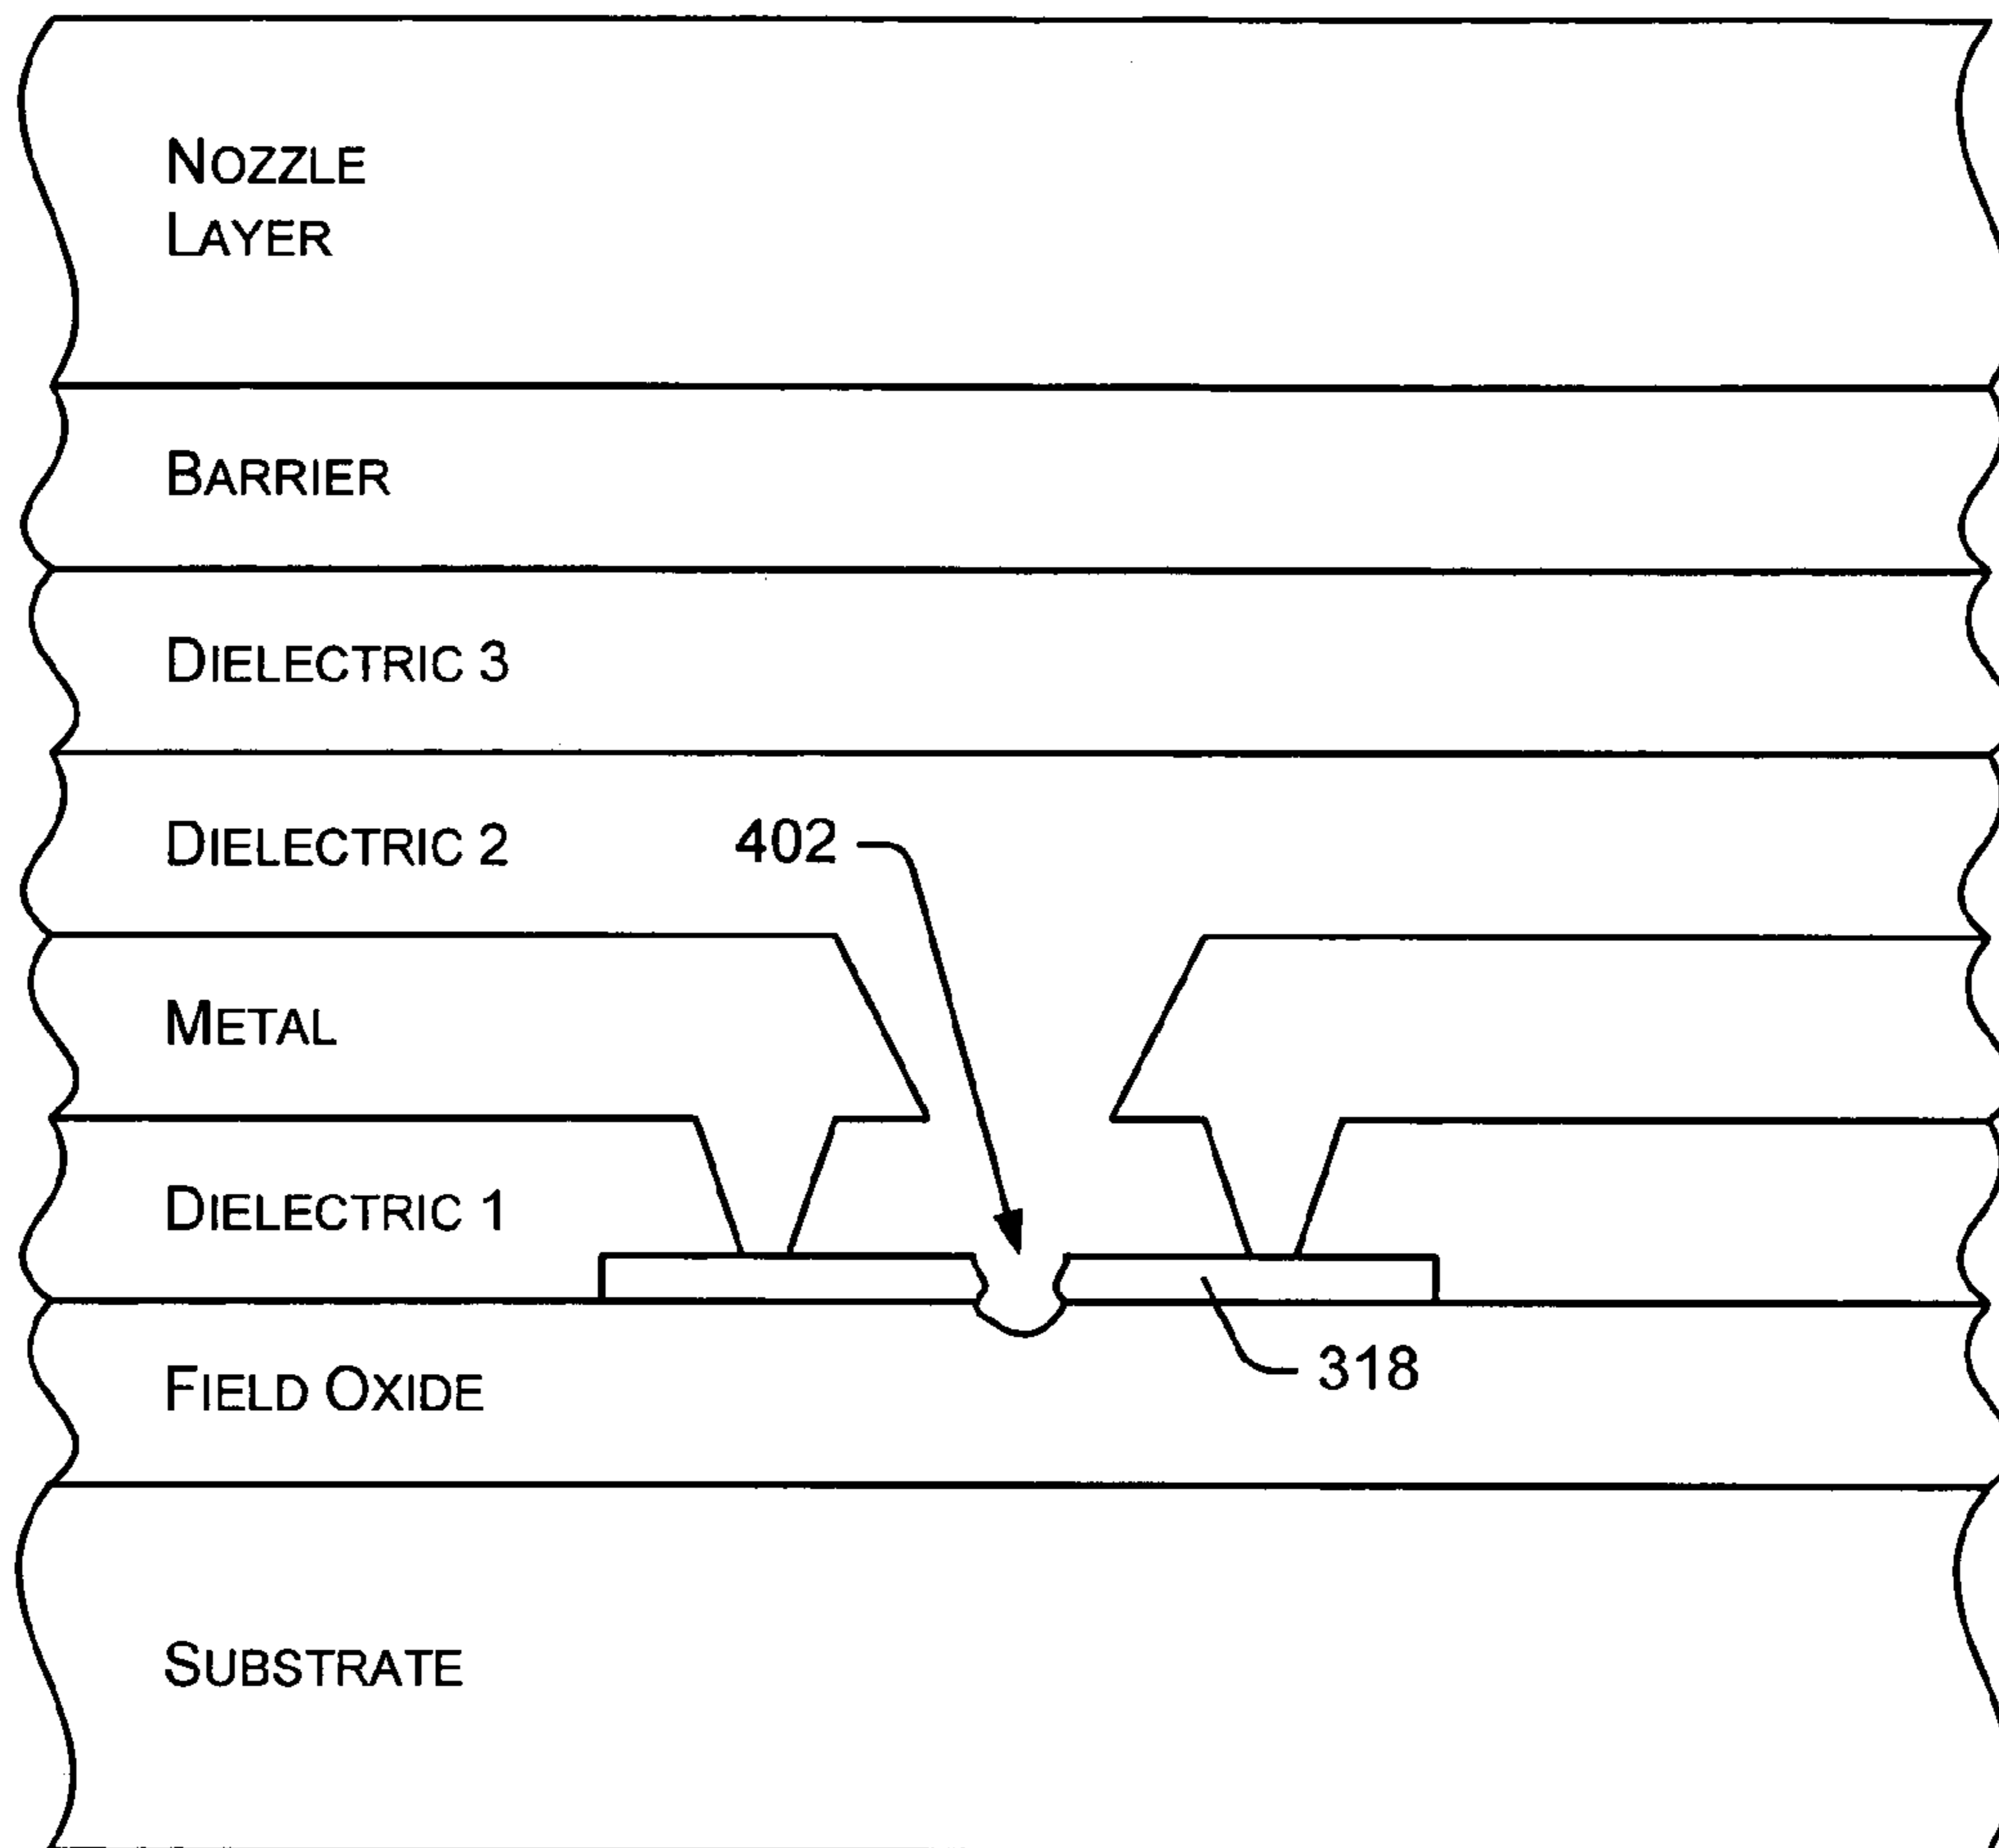 NOZZLE
LAYER
BARRIER
DIELECTRIC 3
DIELECTRIC 2
402
METAL
DIELECTRIC 1
318
FIELD OXIDE
SUBSTRATE